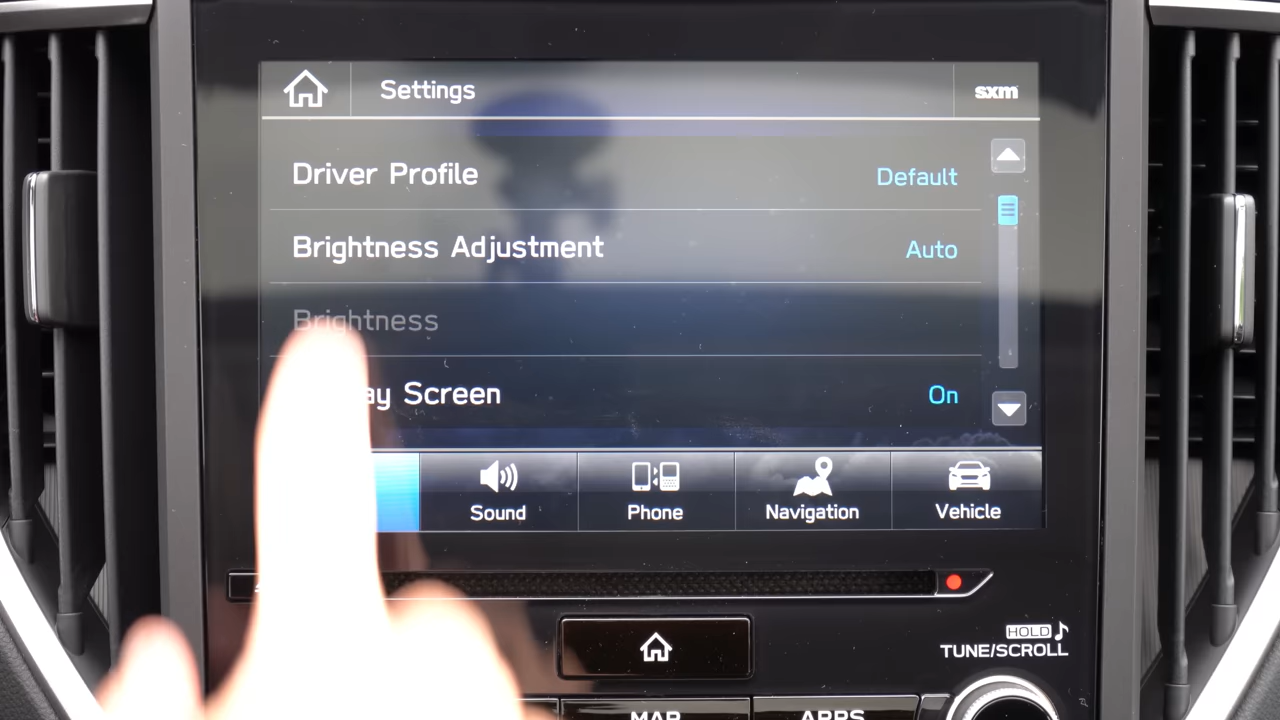 Settings
sxm
Driver Profile
Default
Brightness Adjustment
Auto
Brightness
ay Screen
On
Sound
Phone
Navigation
Vehicle
HOLD
TUNE/SCROLL
MAP
APPS